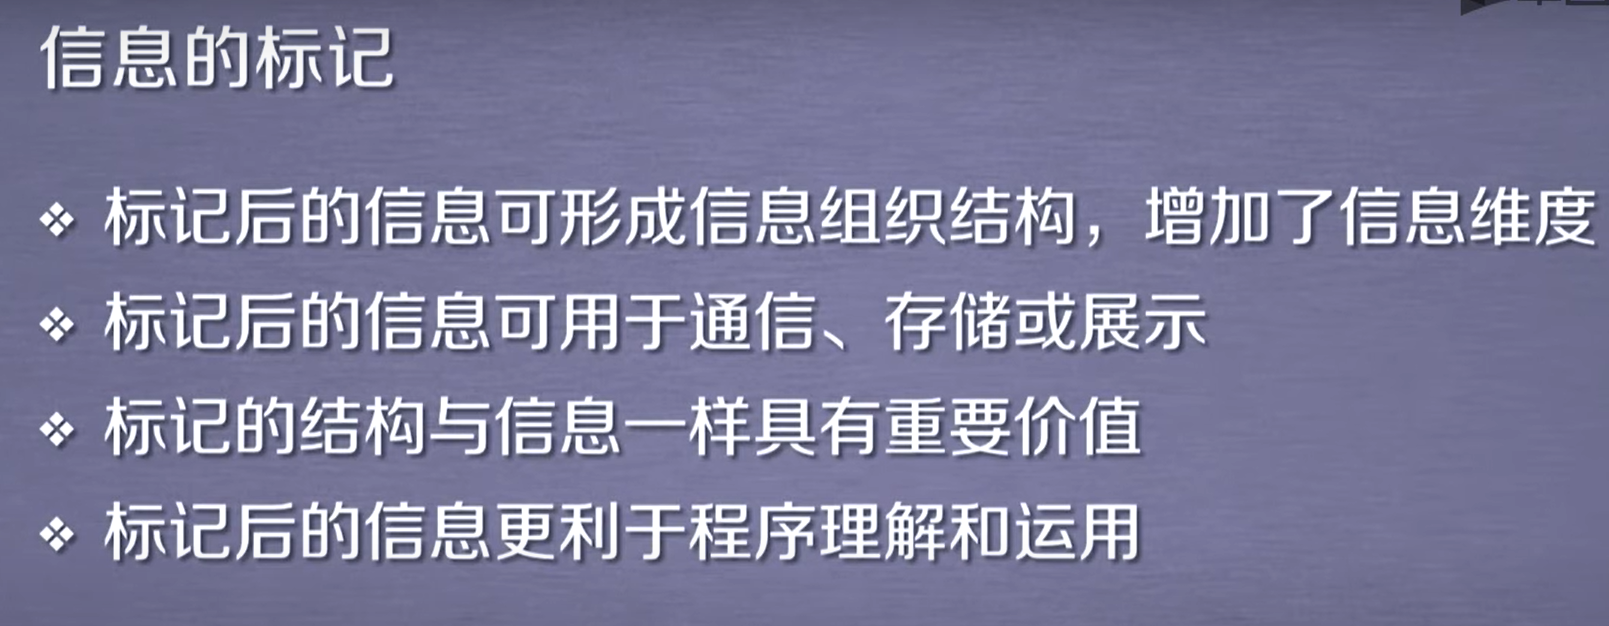 信息的标记
标记后的信息可形成信息组织结构，增加了信息维度
标记后的信息可用于通信、存储或展示
标记的结构与信息一样具有重要价值
标记后的信息更利于程序理解和运用